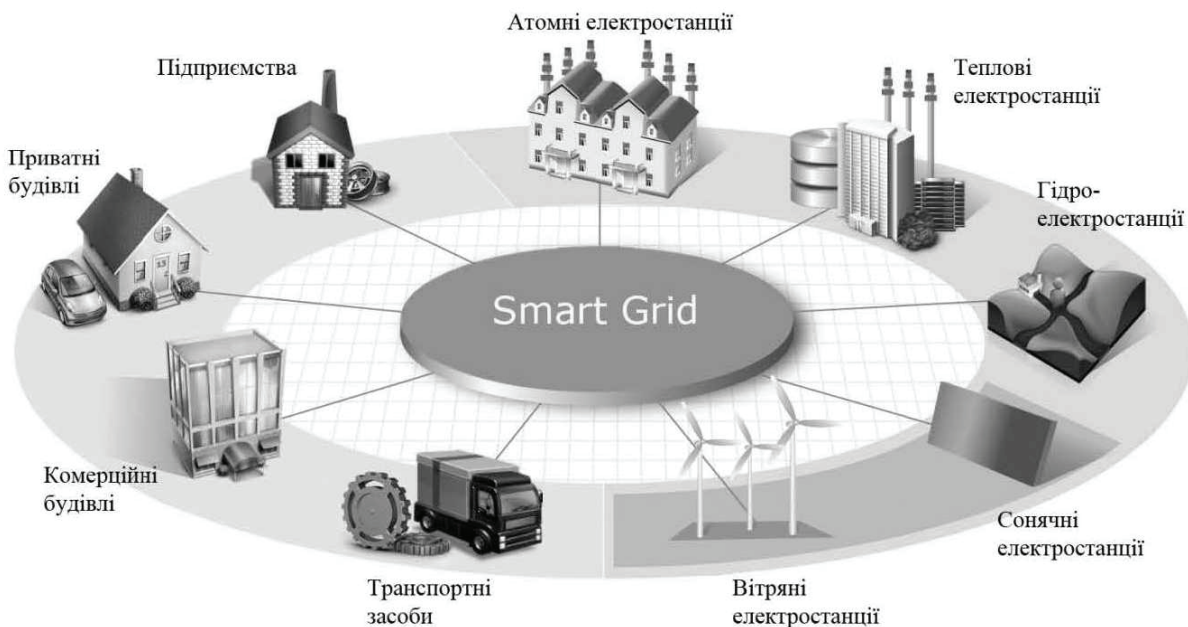 Атомні електростанції
Підприємства
Теплові
електростанції
Приватні
будівлі
Гідро-
електростанції
Smart Grid
Комерційні
будівлі
Сонячні
електростанції
Транспортні
засоби
Вітряні
електростанції